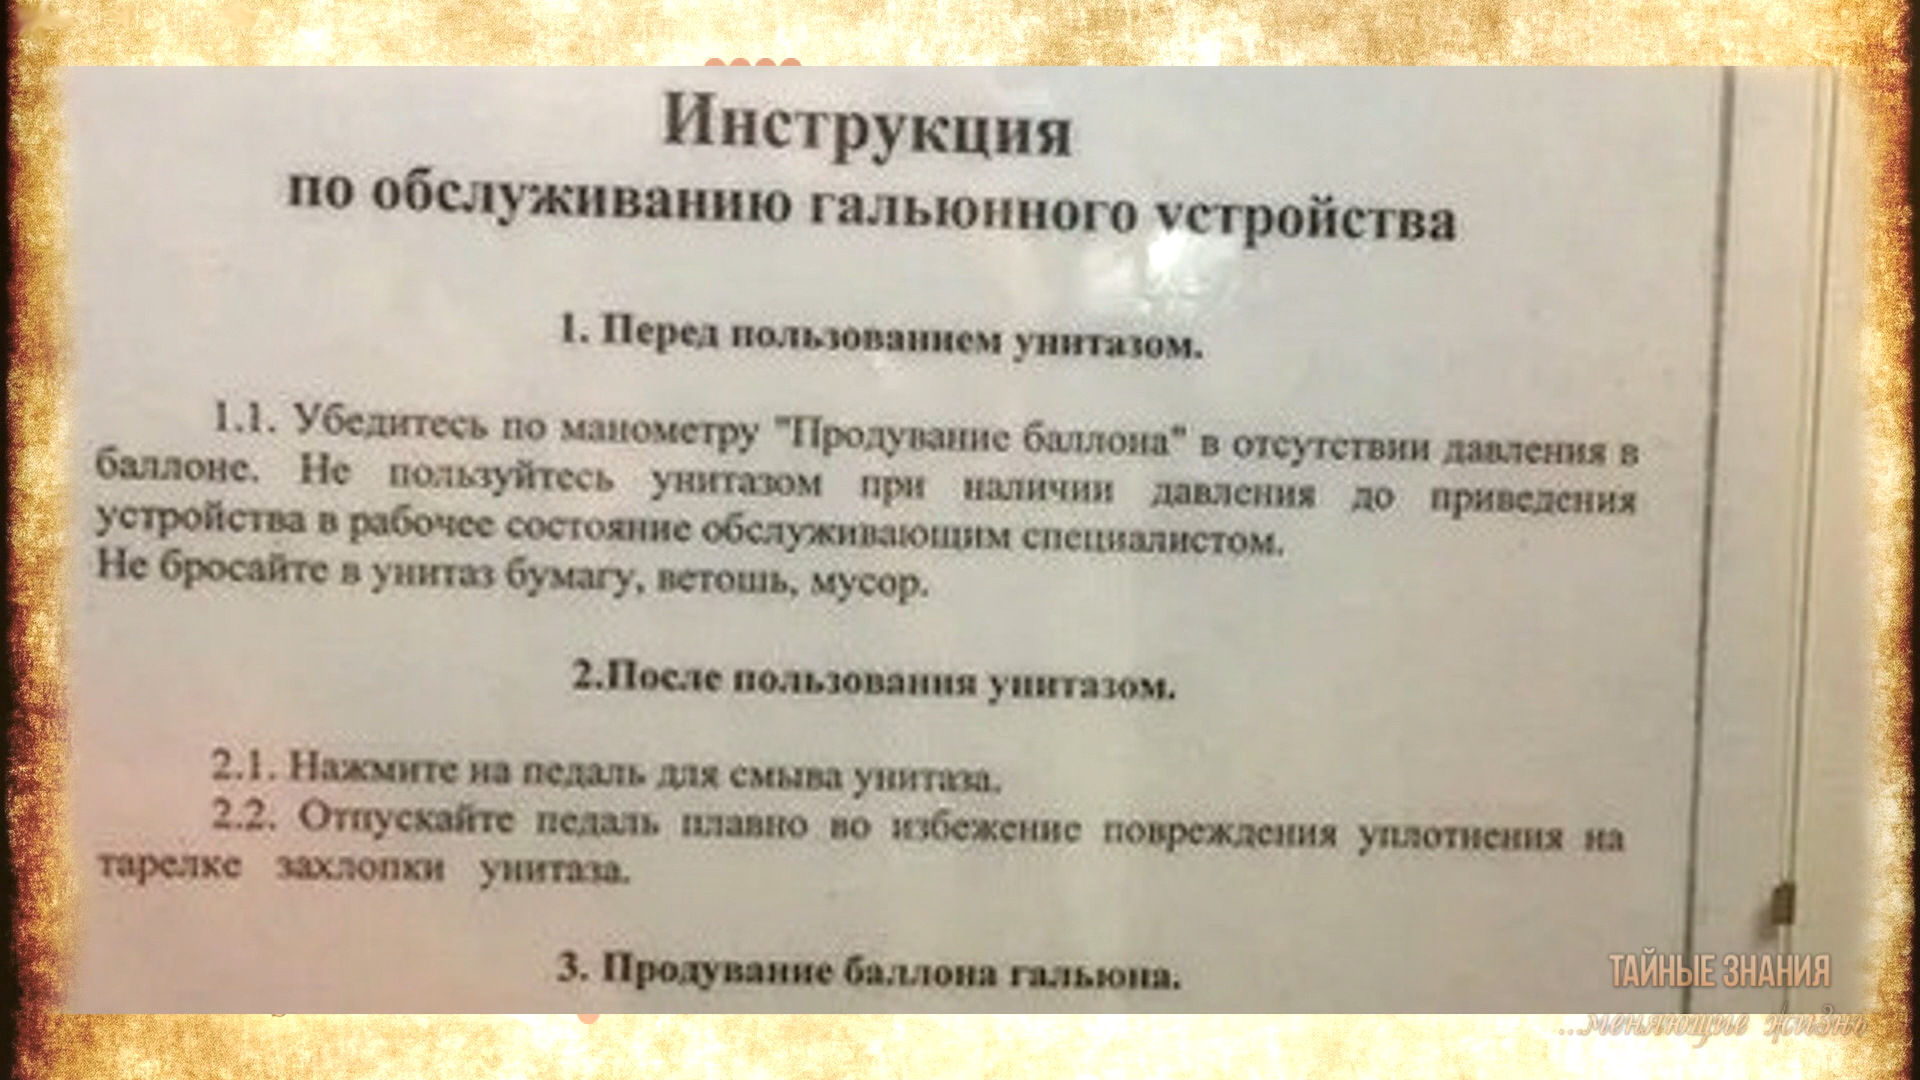 Инструкция
по обслуживанию гальюнного устройства
1. Перед пользованием унитазом.
1.1. Убедитесь по манометру "Продувание баллона" в отсутствии давления в
баллоне. Не пользуйтесь унитазом при наличии давления до приведения
устройства в рабочее состояние обслуживающим специалистом.
Не бросайте в унитаз бумагу, ветошь, мусор.
2.После пользования унитазом.
2.1. Нажмите на педаль для смыва унитаза.
2.2. Отпускайте педаль плавно во избежение повреждения уплотнения на
тарелке захлопки унитаза.
3. Продувание баллона гальюна.
ТАЙНЫЕ ЗНАНИЯ
...меняющие жизнь